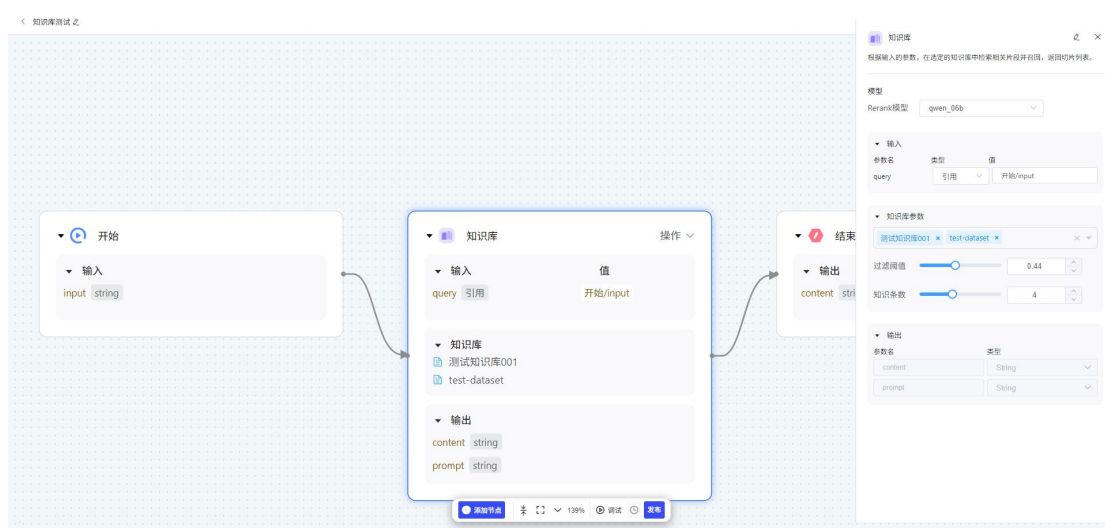 知识库测试
开始
输入
input string
知识库 操作
输入 值
query 引用 开始/input
知识库
测试知识库001
test-dataset
输出
content string
prompt string
结束
输出
content stri
添加节点 139% 调试 发布
知识库
根据输入的参数，在选定的知识库中检索相关片段并召回，返回切片列表。
模型
Rerank模型 qwen_06b
输入
参数名 类型 值
query 引用 开始/input
知识库参数
测试知识库001 × test-dataset ×
过滤阈值 0.44
知识条数 4
输出
参数名 类型
content String
prompt String